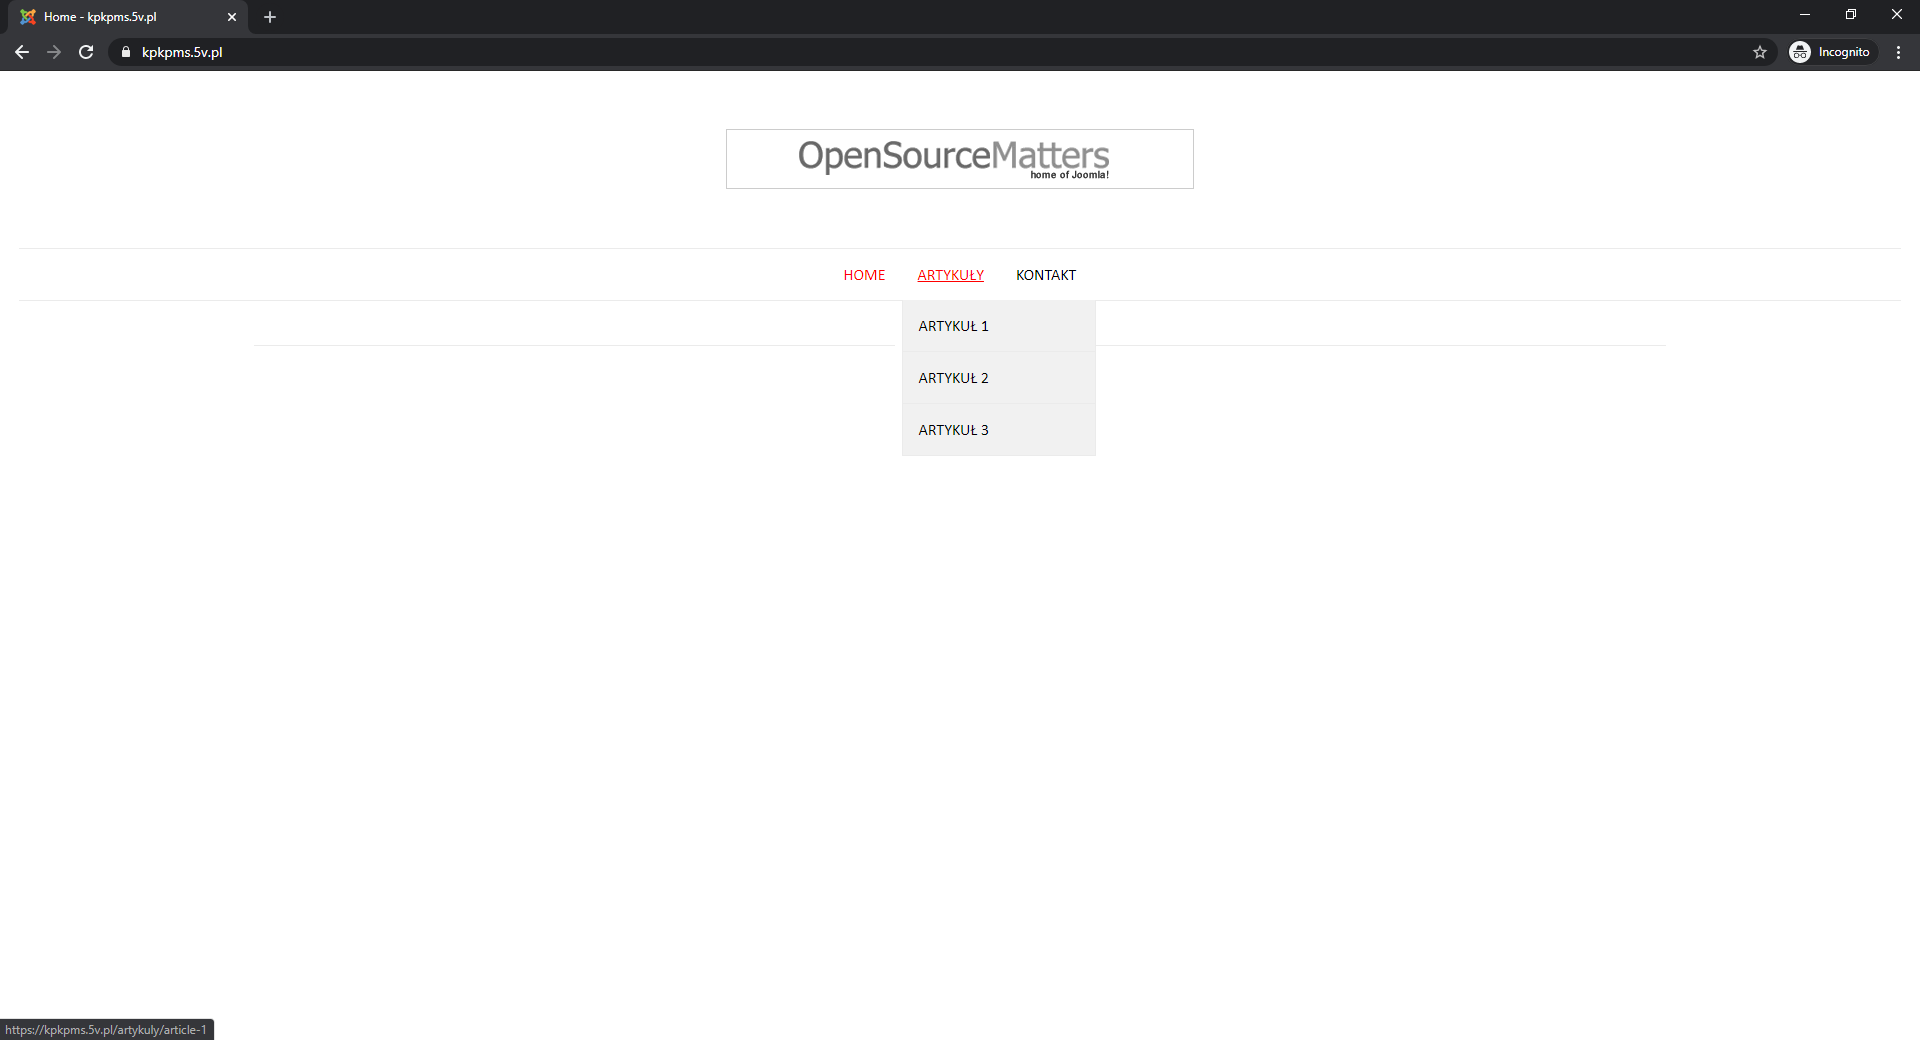 Home - kpkpms.5v.pl
kpkpms.5v.pl
Incognito
OpenSourceMatters
home of Joomla!
HOME ARTYKUŁY KONTAKT
ARTYKUŁ 1
ARTYKUŁ 2
ARTYKUŁ 3
https://kpkpms.5v.pl/artykuly/article-1